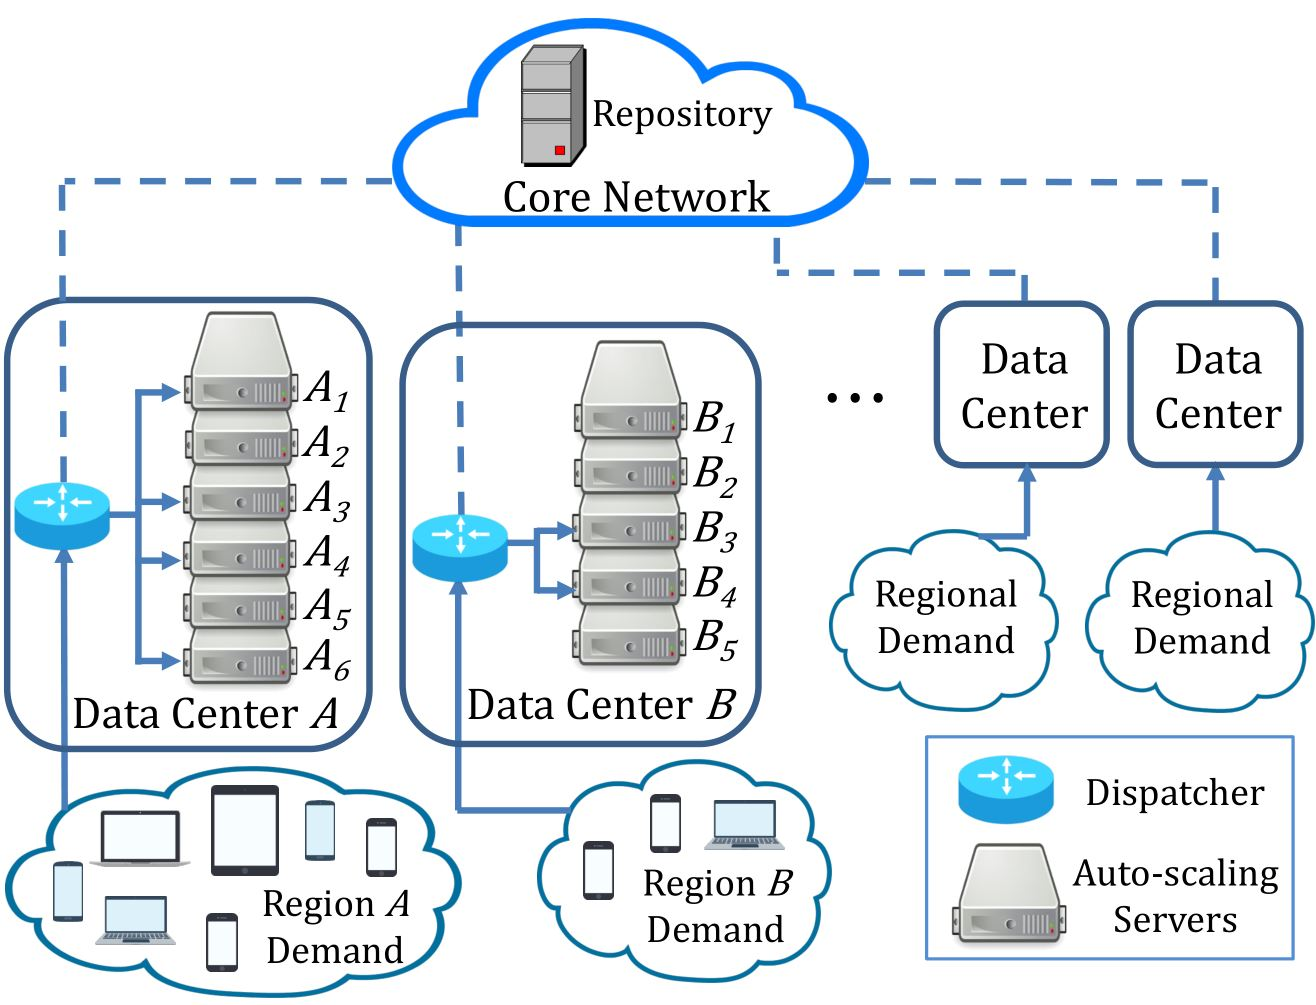 Repository
Core Network
A1
A2
A3
A4
A5
A6
Data Center A
B1
B2
B3
B4
B5
Data Center B
...
Data
Center
Data
Center
Regional
Demand
Regional
Demand
Region A
Demand
Region B
Demand
Dispatcher
Auto-scaling
Servers